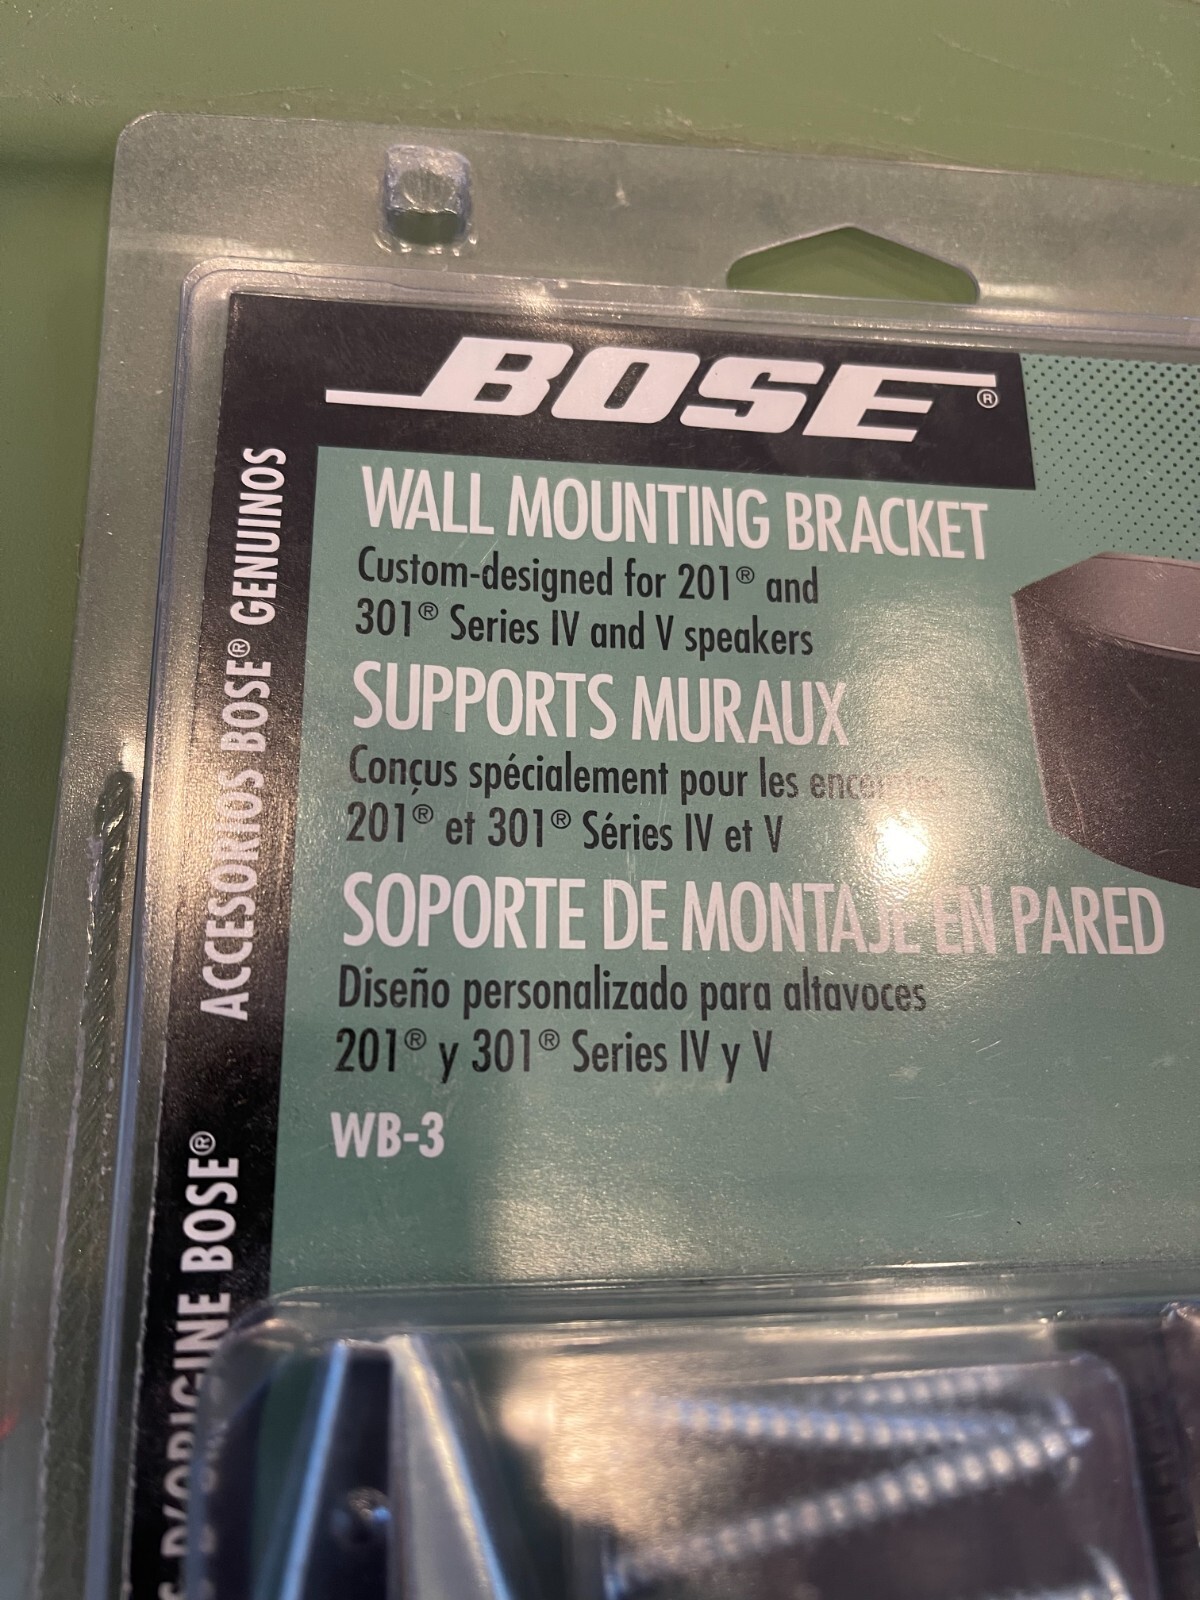 BOSE®
WALL MOUNTING BRACKET
Custom-designed for 201® and
301® Series IV and V speakers
SUPPORTS MURAUX
Conçus spécialement pour les
201® et 301® Séries IV et V
SOPORTE DE MONTAJE EN PARED
Diseño personalizado para altavoces
201® y 301® Series IV y V
WB-3
ACCESORIOS BOSE® GENUINOS
D'ORIGINE BOSE®